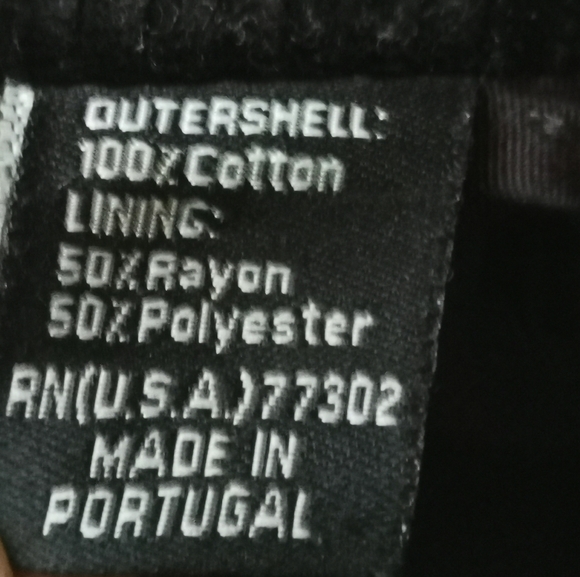 OUTERSHELL:
100% Cotton
LINING:
50% Rayon
50% Polyester
RN(U.S.A.)77302
MADE IN
PORTUGAL